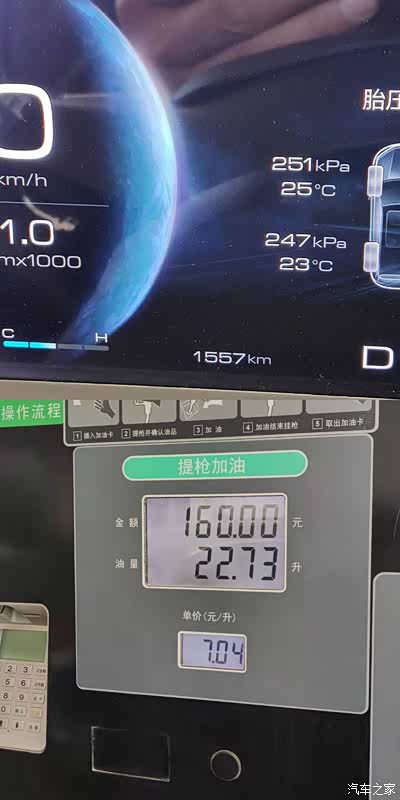 胎压
0
km/h
251kPa
25°C
1.0
247kPa
23°C
C H
1557km
D
操作流程
1 插入加油卡 2 提枪并确认油品 3 加油 4 加油结束挂枪 5 取出加油卡
提枪加油
金额 160.00 元
油量 22.73 升
单价(元/升)
7.04
汽车之家